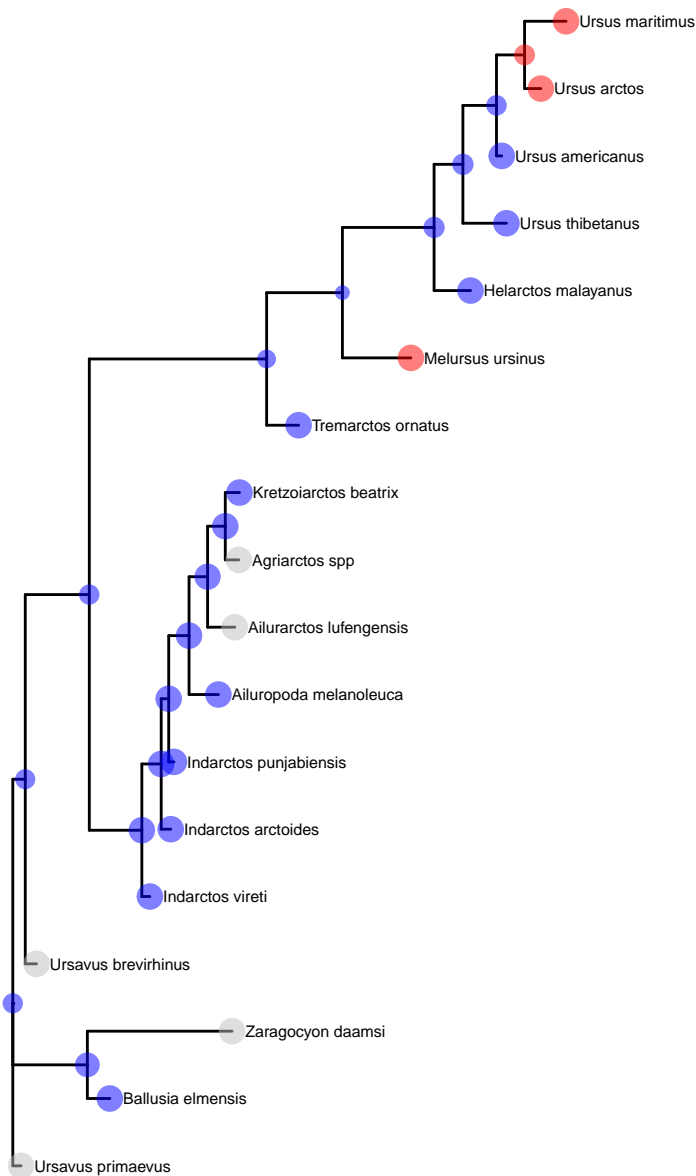 Ursus maritimus
Ursus arctos
Ursus americanus
Ursus thibetanus
Helarctos malayanus
Melursus ursinus
Tremarctos ornatus
Kretzoiarctos beatrix
Agriarctos spp
Ailurarctos lufengensis
Ailuropoda melanoleuca
Indarctos punjabiensis
Indarctos arctoides
Indarctos vireti
Ursavus brevirhinus
Zaragocyon daamsi
Ballusia elmensis
Ursavus primaevus